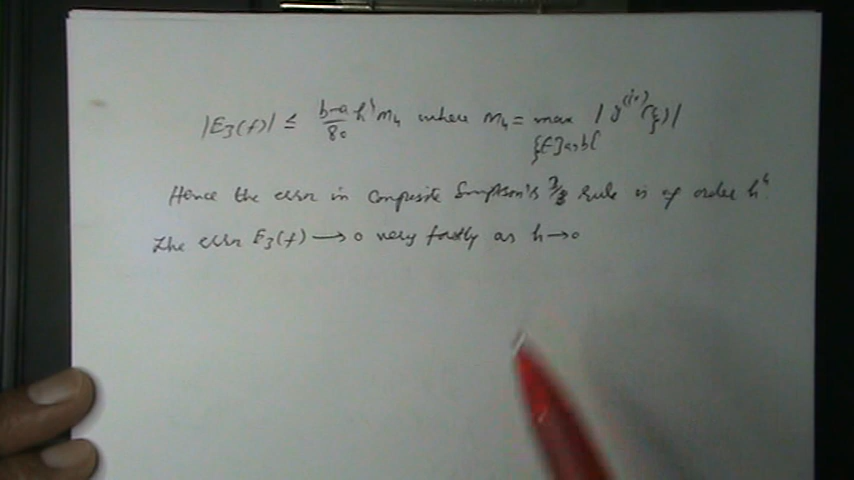 |E₃(f)| ≤ b-a/80 h⁴ M₄ where M₄ = max |y⁽ⁱᵛ⁾(ξ)|
ξ∈]a,b[
Hence the error in Composite Simpson's 3/8 rule is of order h⁴.
The error E₃(f) → 0 very fastly as h → 0